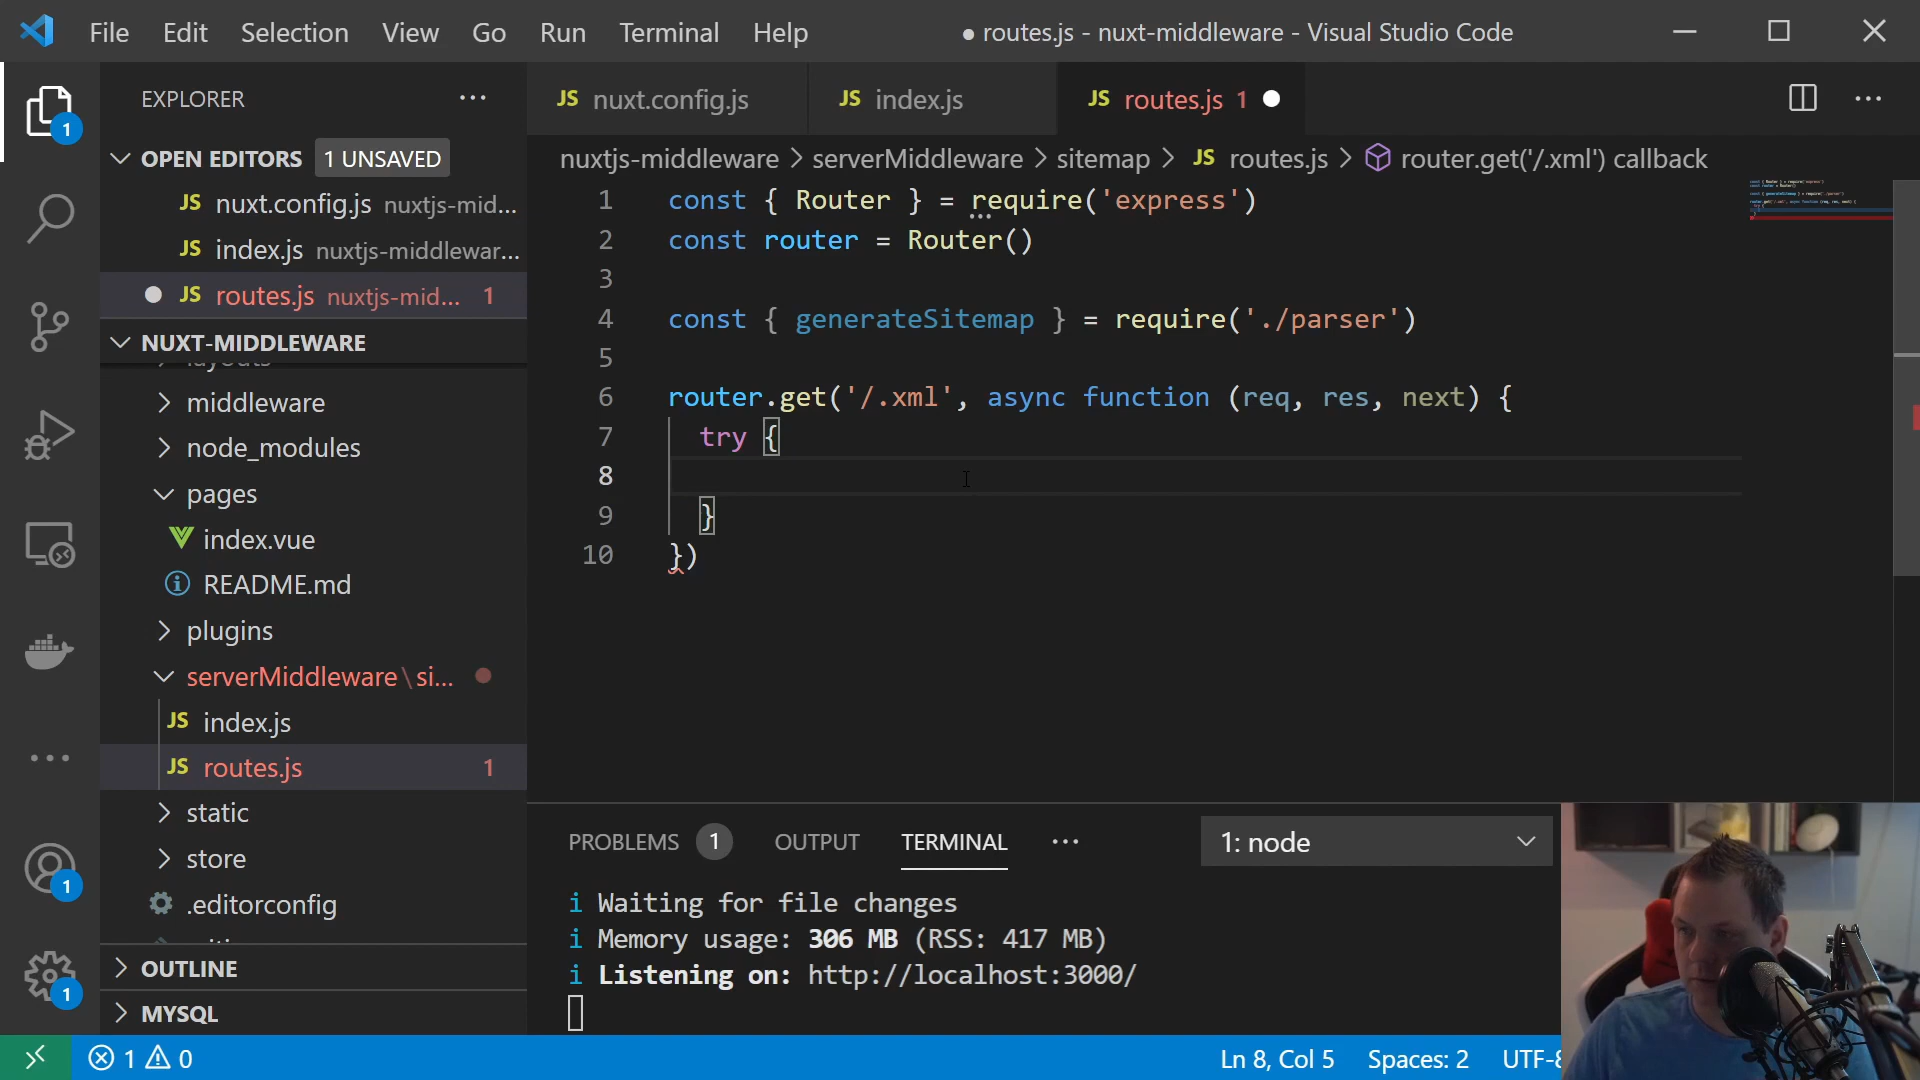 File Edit Selection View Go Run Terminal Help ● routes.js - nuxt-middleware - Visual Studio Code
EXPLORER
JS nuxt.config.js JS index.js JS routes.js 1
1
OPEN EDITORS 1 UNSAVED
nuxtjs-middleware > serverMiddleware > sitemap > JS routes.js > router.get('/.xml') callback
JS nuxt.config.js nuxtjs-mid...
JS index.js nuxtjs-middlewar...
JS routes.js nuxtjs-mid... 1
NUXT-MIDDLEWARE
layouts
middleware
node_modules
pages
index.vue
README.md
plugins
serverMiddleware\si...
JS index.js
JS routes.js 1
static
store
.editorconfig
OUTLINE
MYSQL
1
1
1 const { Router } = require('express')
2 const router = Router()
3
4 const { generateSitemap } = require('./parser')
5
6 router.get('/.xml', async function (req, res, next) {
7 try {
8
9 }
10 })
PROBLEMS 1 OUTPUT TERMINAL 1: node
i Waiting for file changes
i Memory usage: 306 MB (RSS: 417 MB)
i Listening on: http://localhost:3000/
1 0 Ln 8, Col 5 Spaces: 2 UTF-8